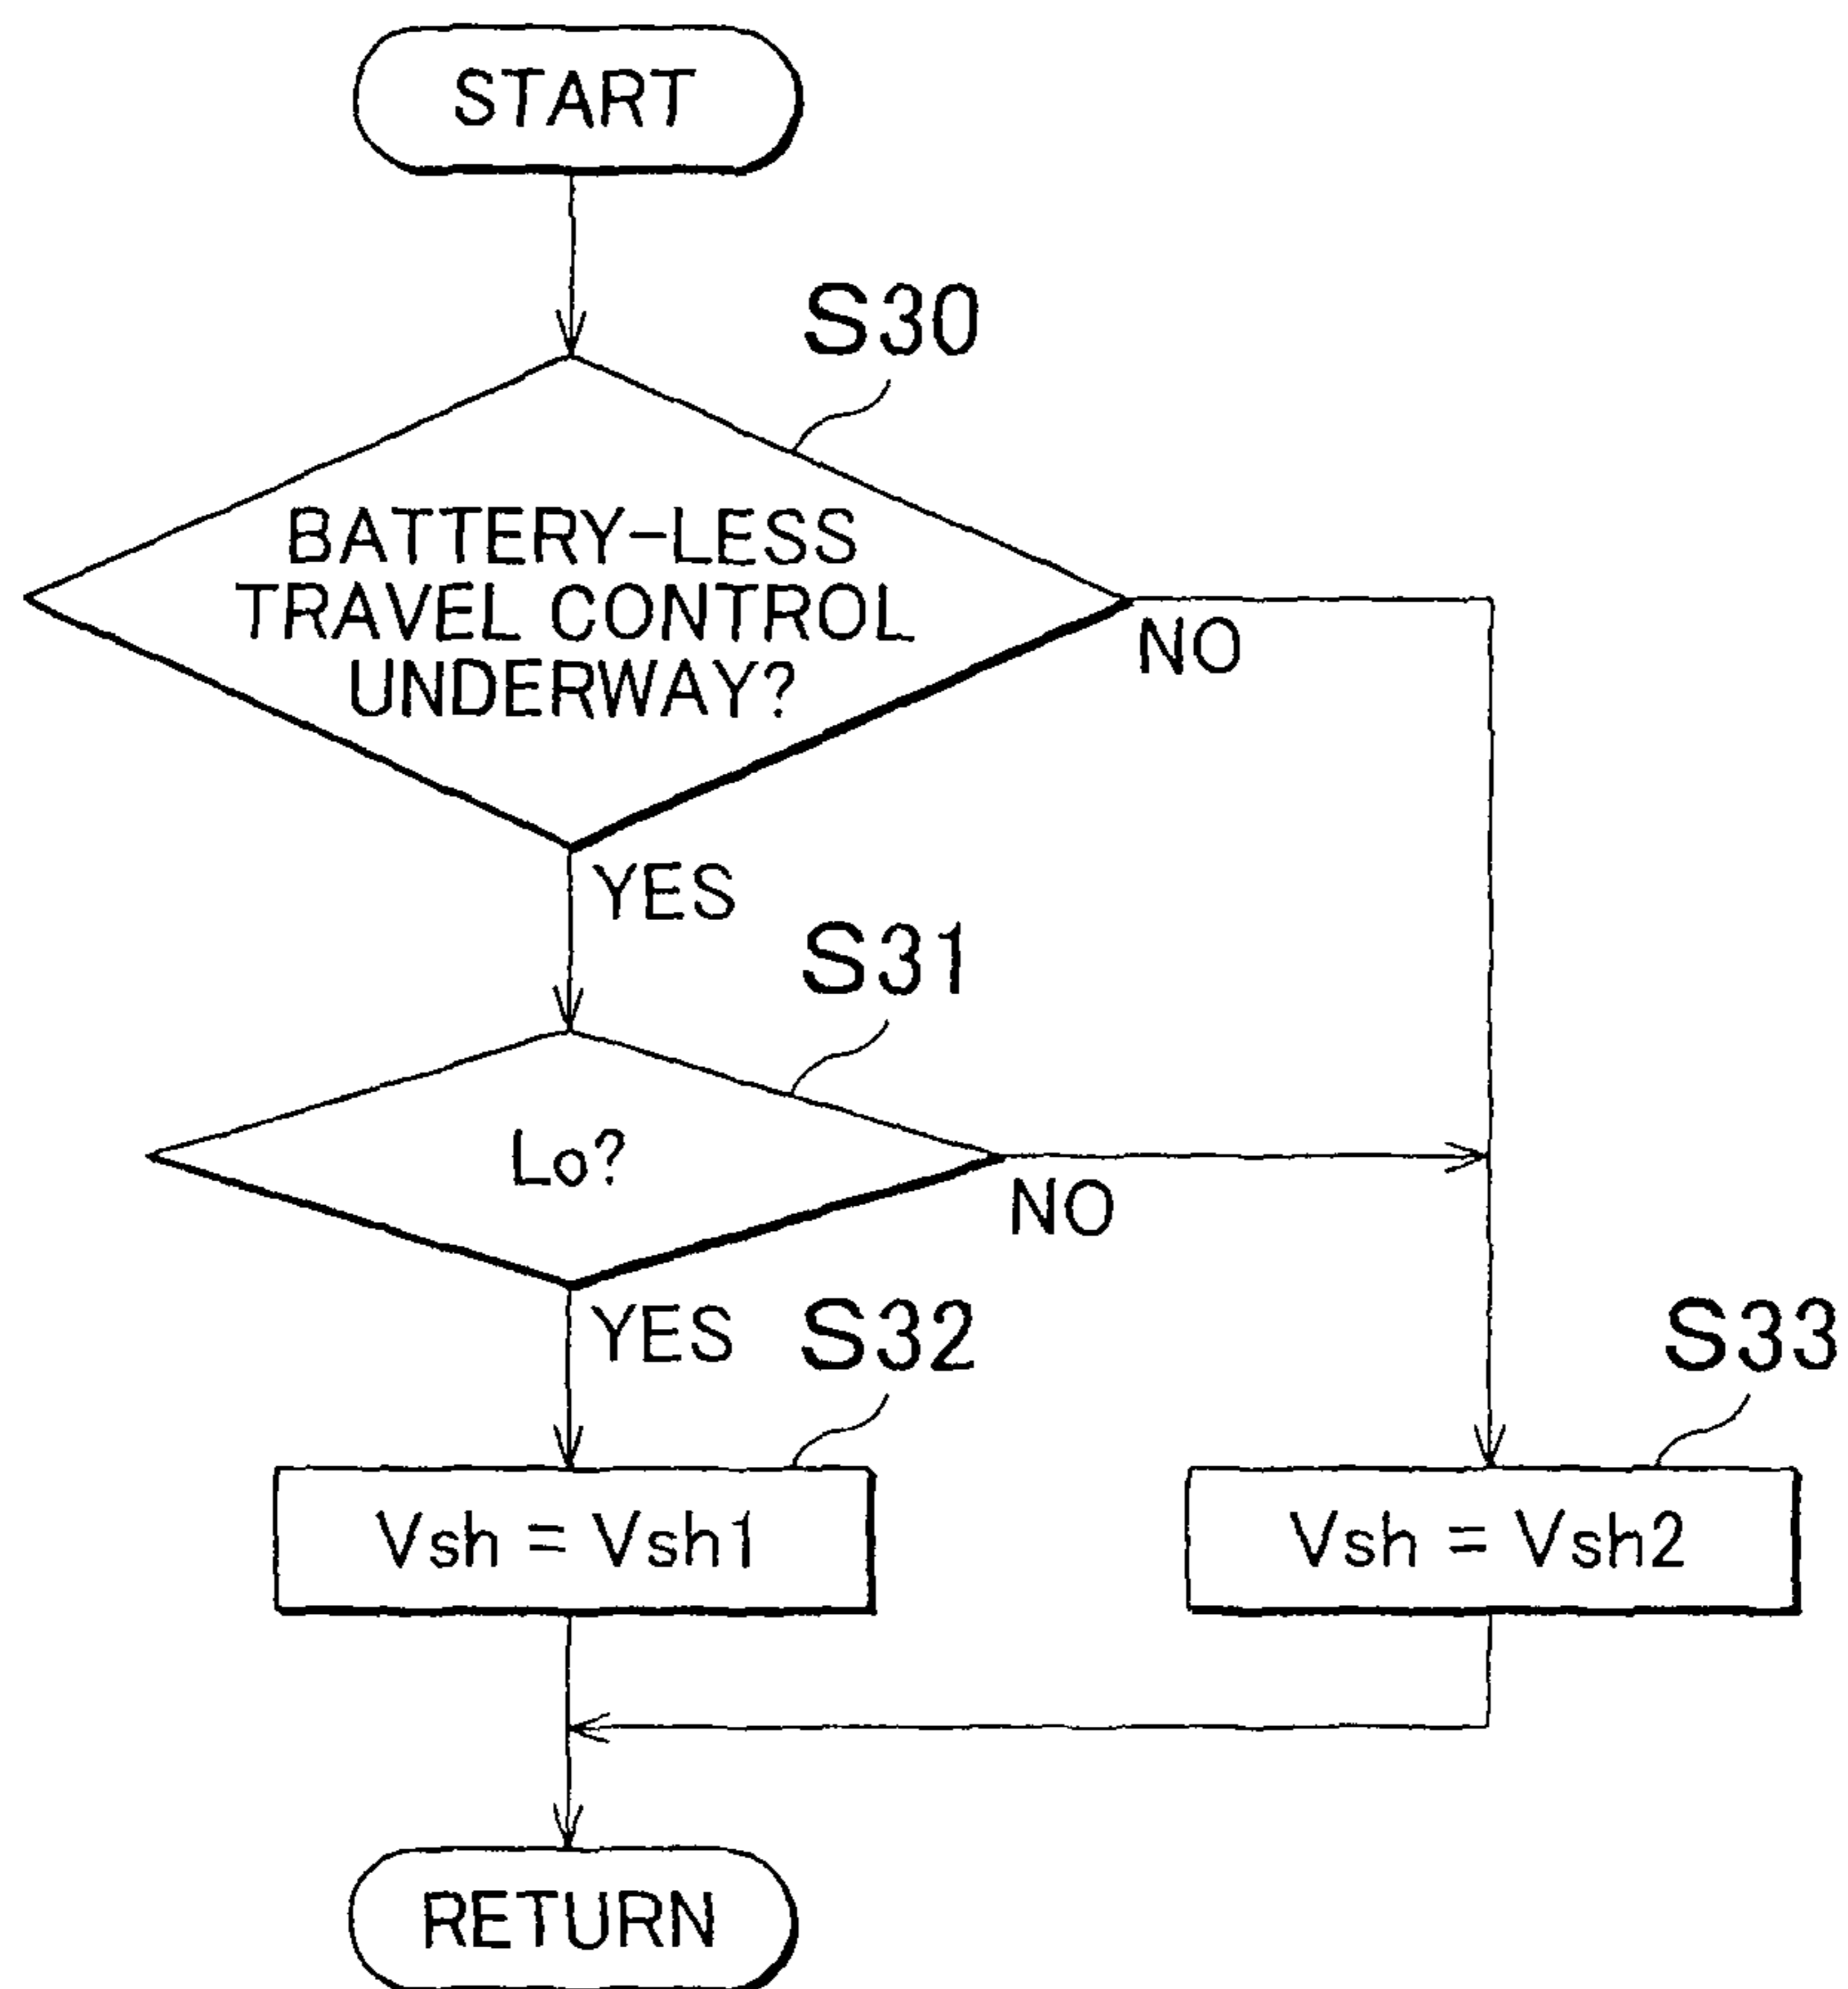 START
S30
BATTERY-LESS
TRAVEL CONTROL
UNDERWAY?
NO
YES
S31
Lo?
NO
YES
S32
S33
Vsh = Vsh1
Vsh = Vsh2
RETURN